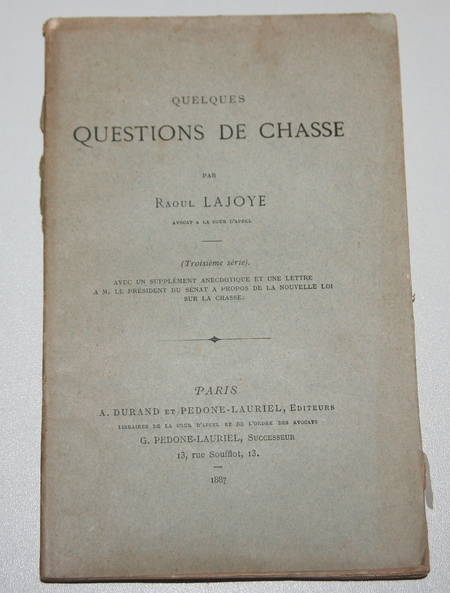 QUELQUES
QUESTIONS DE CHASSE
PAR
RAOUL LAJOYE
AVOCAT A LA COUR D'APPEL
(Troisième série).
AVEC UN SUPPLÉMENT ANECDOTIQUE ET UNE LETTRE
A M. LE PRÉSIDENT DU SÉNAT A PROPOS DE LA NOUVELLE LOI
SUR LA CHASSE.
PARIS
A. DURAND ET PEDONE-LAURIEL, ÉDITEURS
LIBRAIRES DE LA COUR D'APPEL ET DE L'ORDRE DES AVOCATS
G. PEDONE-LAURIEL, SUCCESSEUR
13, rue Soufflot, 13.
1887